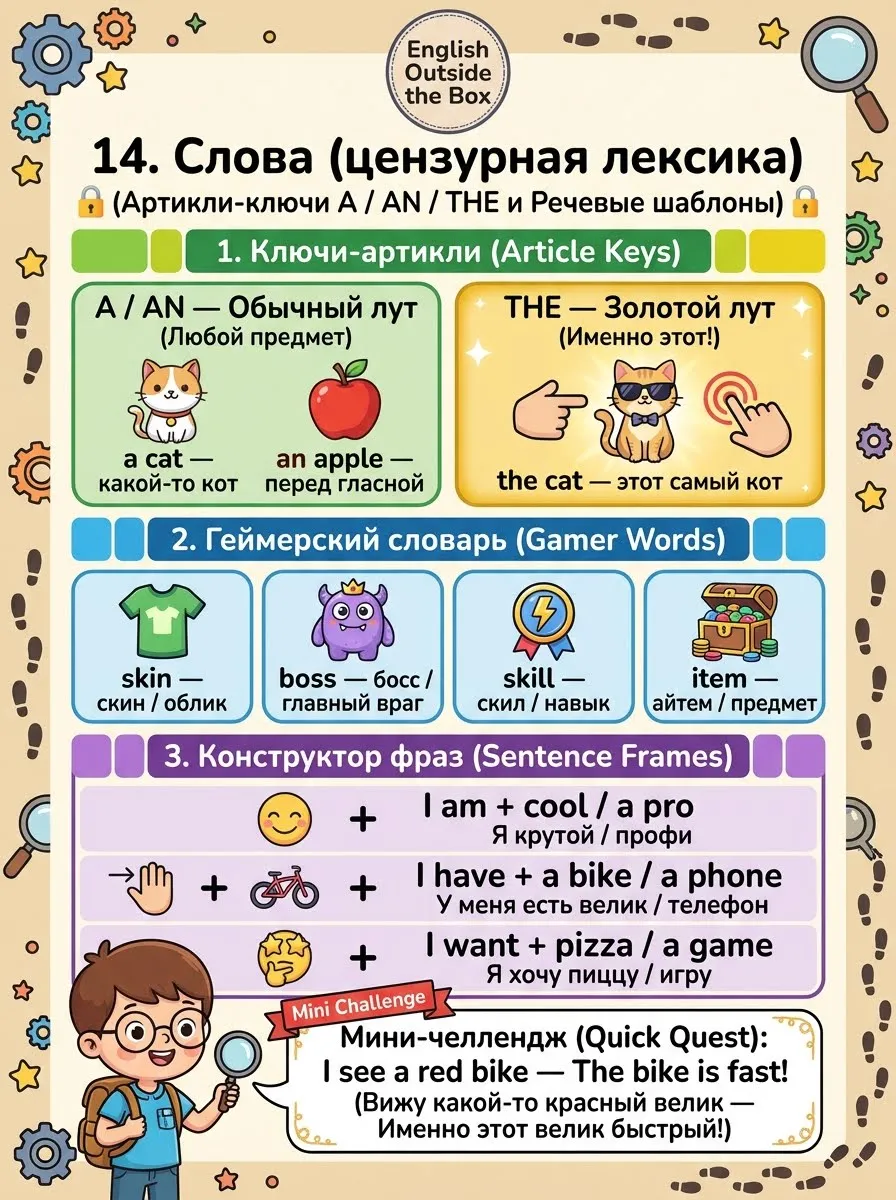 English
Outside
the Box
14. Слова (цензурная лексика)
(Артикли-ключи A / AN / THE и Речевые шаблоны)
1. Ключи-артикли (Article Keys)
A / AN — Обычный лут
(Любой предмет)
a cat —
какой-то кот
an apple —
перед гласной
THE — Золотой лут
(Именно этот!)
the cat — этот самый кот
2. Геймерский словарь (Gamer Words)
skin —
скин / облик
boss — босс /
главный враг
skill —
скил / навык
item —
айтем / предмет
3. Конструктор фраз (Sentence Frames)
+ I am + cool / a pro
Я крутой / профи
+ + I have + a bike / a phone
У меня есть велик / телефон
+ I want + pizza / a game
Я хочу пиццу / игру
Mini Challenge
Мини-челлендж (Quick Quest):
I see a red bike — The bike is fast!
(Вижу какой-то красный велик —
Именно этот велик быстрый!)